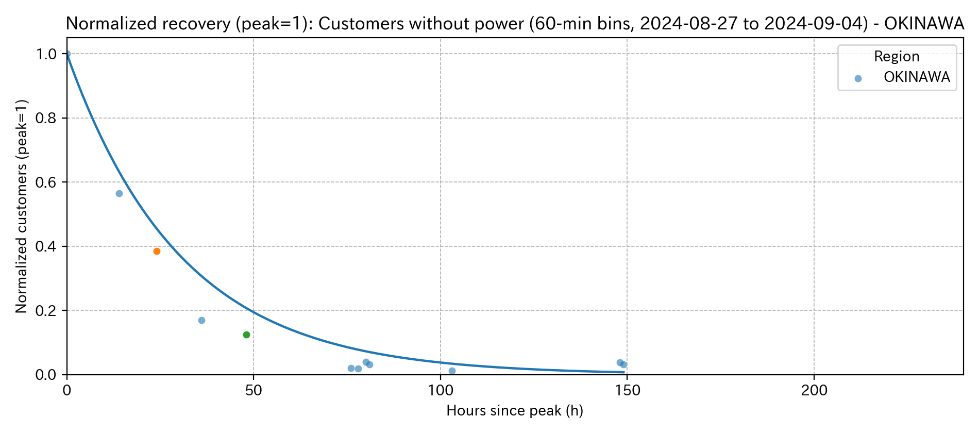 Normalized recovery (peak=1): Customers without power (60-min bins, 2024-08-27 to 2024-09-04) - OKINAWA
Region
OKINAWA
Normalized customers (peak=1)
1.0
0.8
0.6
0.4
0.2
0.0
0
50
100
150
200
Hours since peak (h)